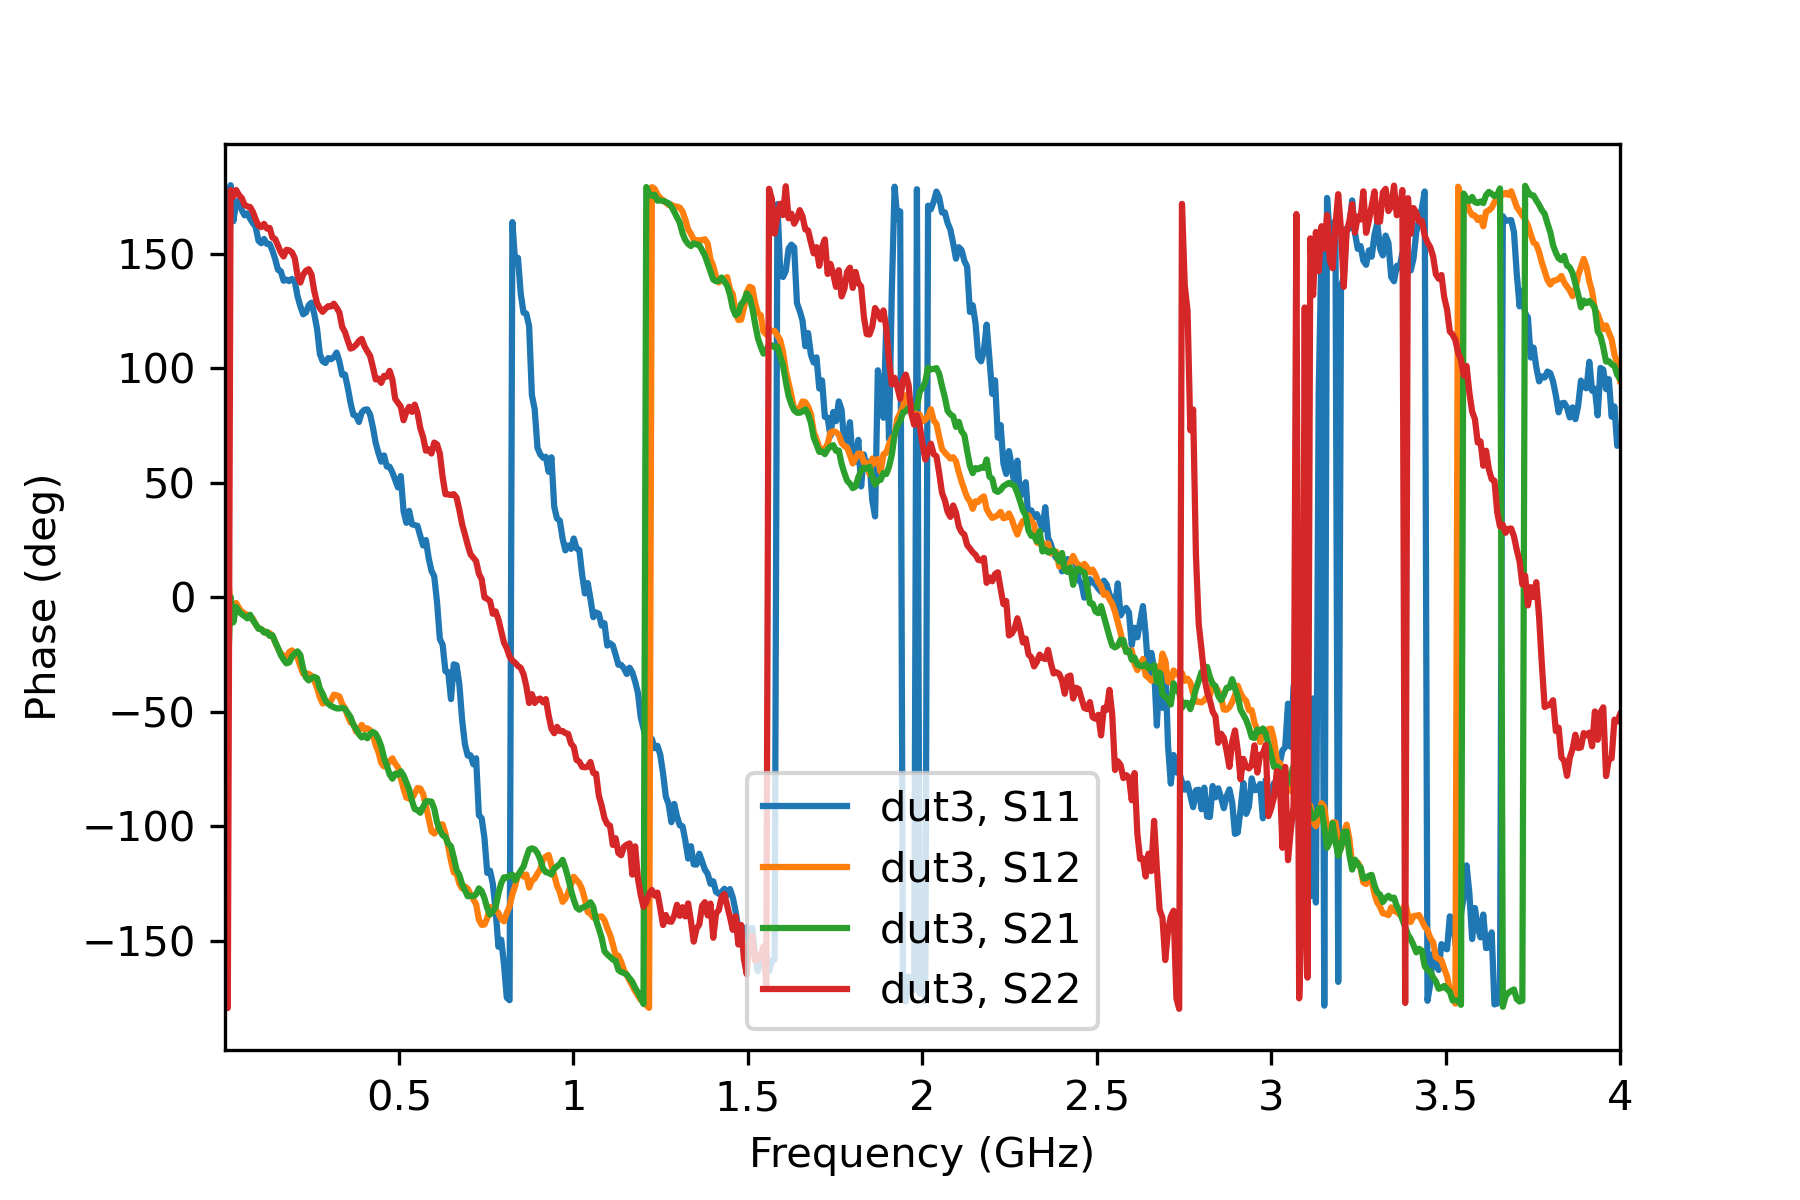 150
100
50
0
−50
−100
−150
Phase (deg)
dut3, S11
dut3, S12
dut3, S21
dut3, S22
0.5 1 1.5 2 2.5 3 3.5 4
Frequency (GHz)